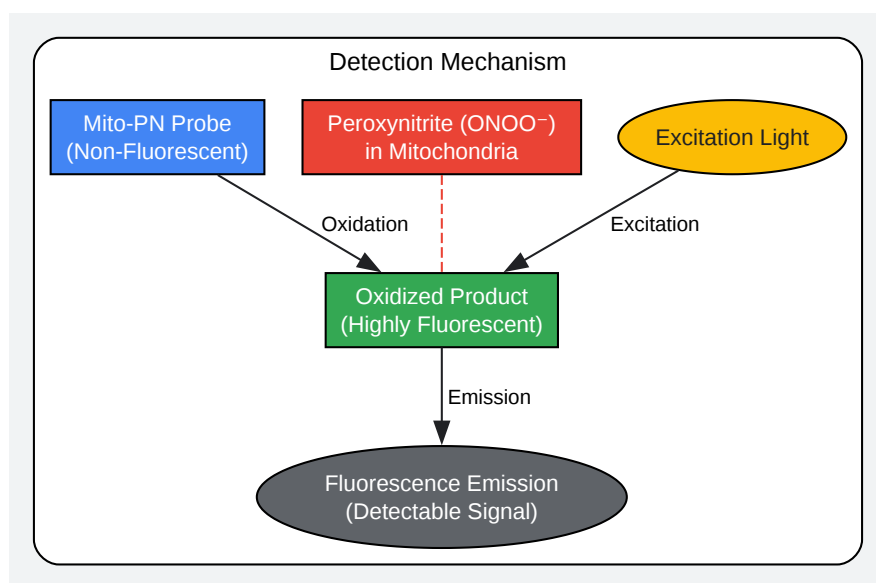 Detection Mechanism
Mito-PN Probe
(Non-Fluorescent)
Peroxynitrite (ONOO⁻)
in Mitochondria
Excitation Light
Oxidation
Excitation
Oxidized Product
(Highly Fluorescent)
Emission
Fluorescence Emission
(Detectable Signal)